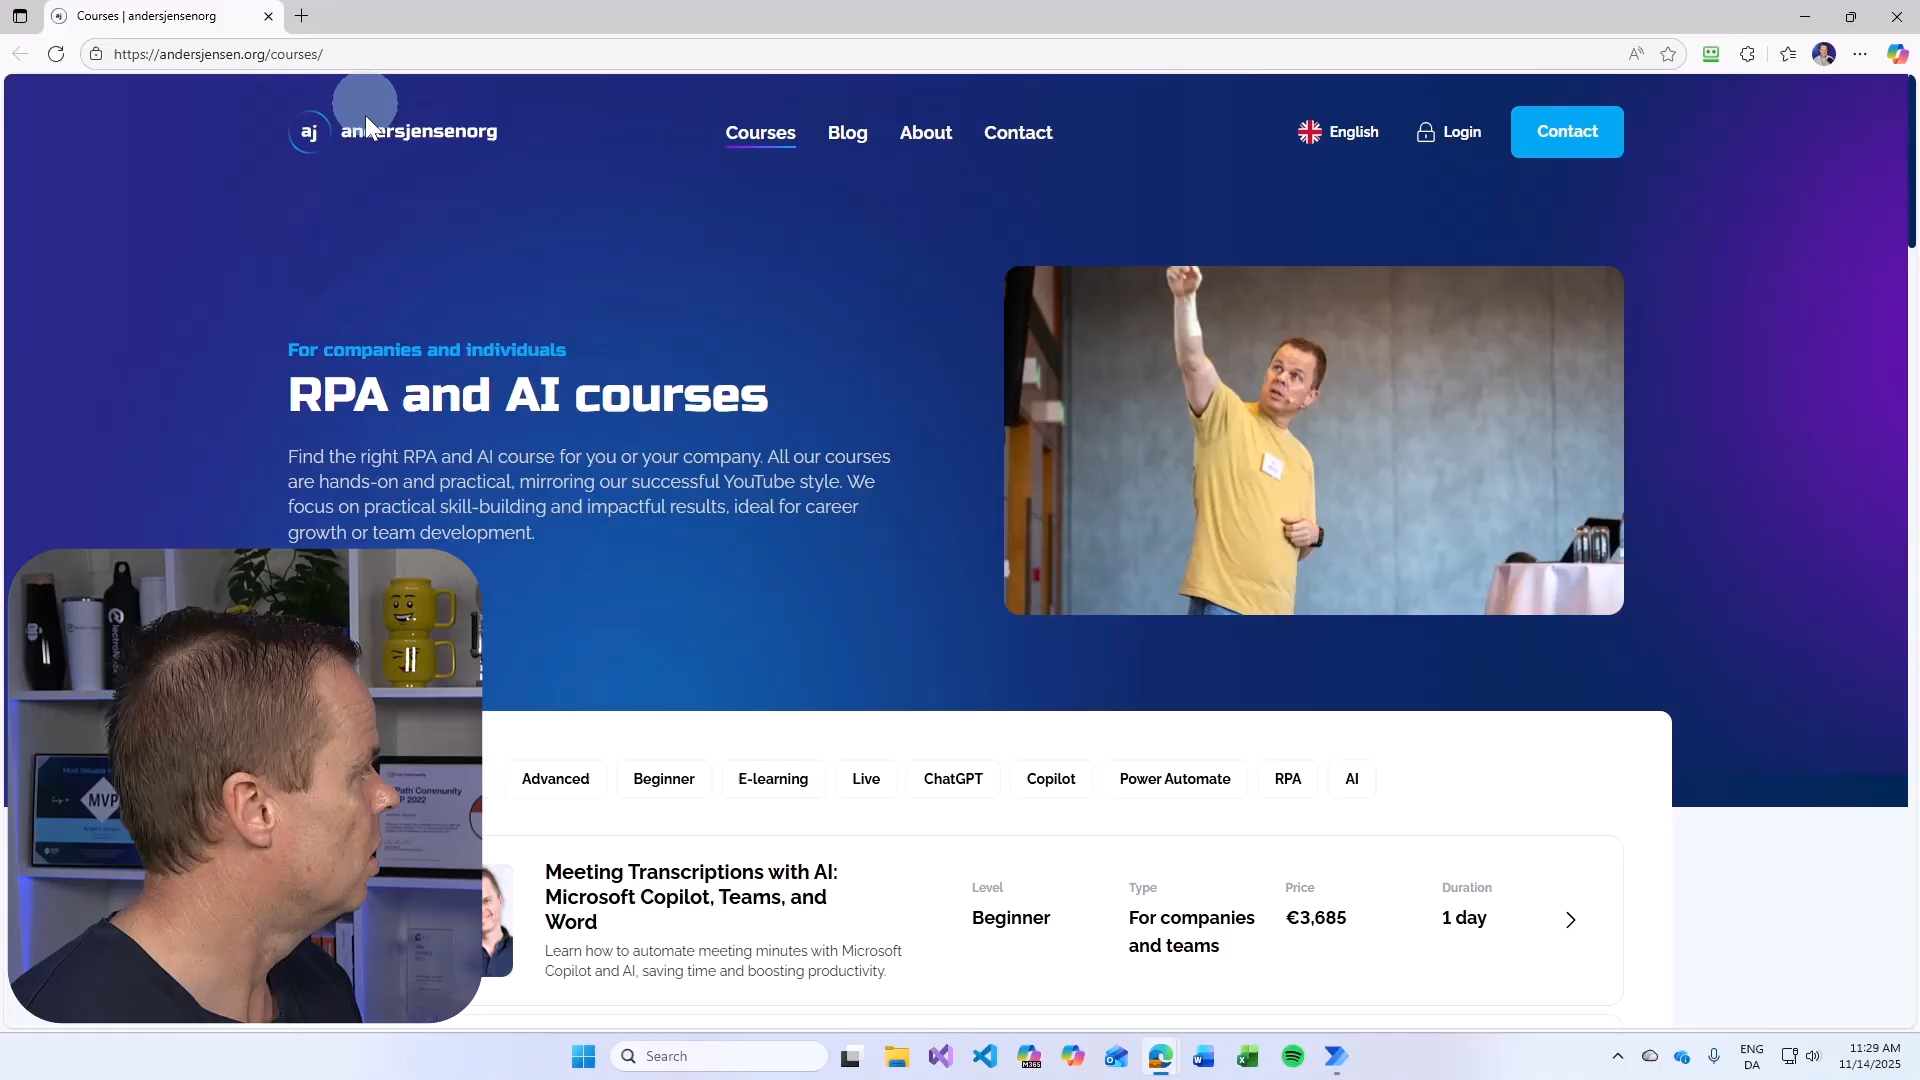 Courses | andersjensenorg
https://andersjensen.org/courses/
aj andersjensenorg
Courses
Blog
About
Contact
English
Login
Contact
For companies and individuals
RPA and AI courses
Find the right RPA and AI course for you or your company. All our courses
are hands-on and practical, mirroring our successful YouTube style. We
focus on practical skill-building and impactful results, ideal for career
growth or team development.
Advanced
Beginner
E-learning
Live
ChatGPT
Copilot
Power Automate
RPA
AI
MVP
Meeting Transcriptions with AI:
Microsoft Copilot, Teams, and
Word
Learn how to automate meeting minutes with Microsoft
Copilot and AI, saving time and boosting productivity.
Level
Beginner
Type
For companies
and teams
Price
€3,685
Duration
1 day
Search
M365
ENG
DA
11:29 AM
11/14/2025